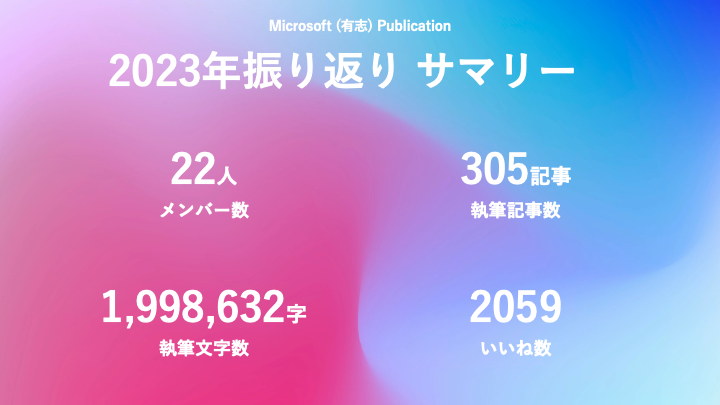 Microsoft (有志) Publication
2023年振り返り サマリー
22人
メンバー数
305記事
執筆記事数
1,998,632字
執筆文字数
2059
いいね数